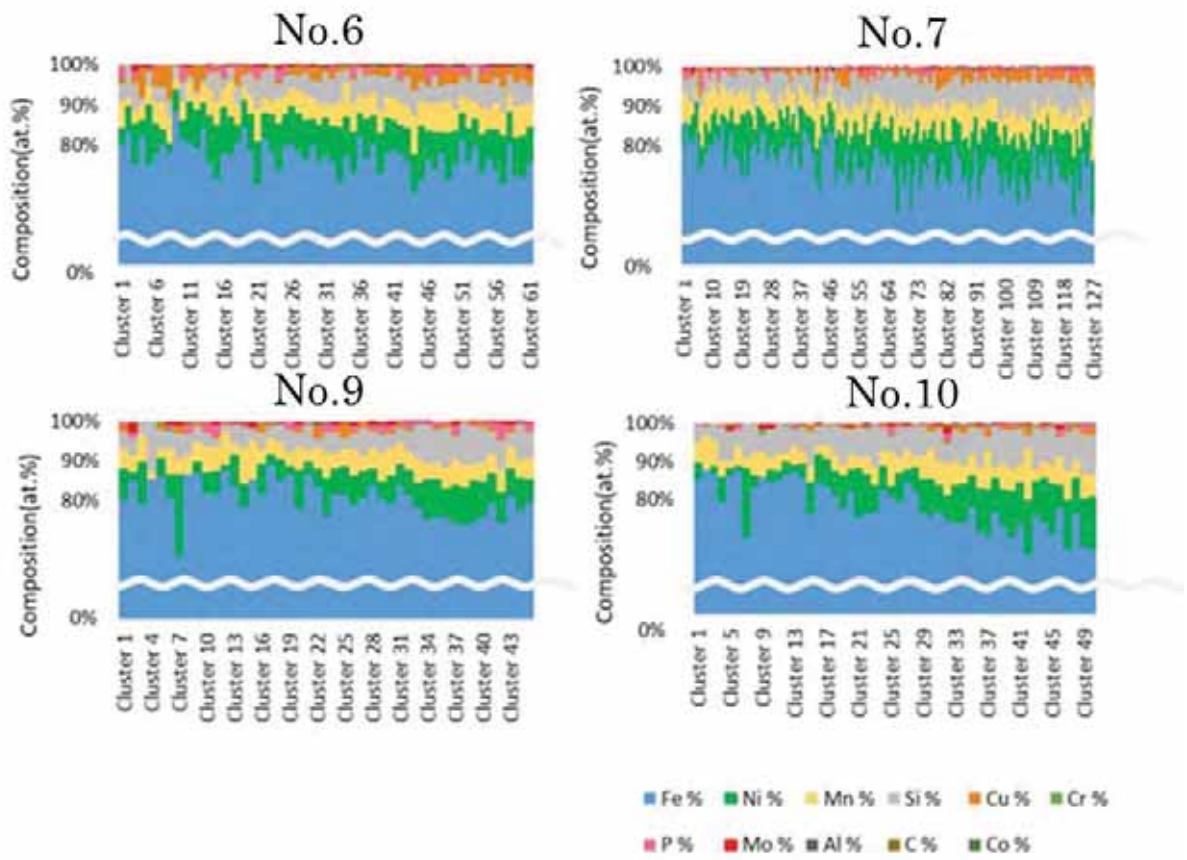 No.6
No.7
Composition(at.%)
100%
90%
80%
0%
Cluster 1
Cluster 6
Cluster 11
Cluster 16
Cluster 21
Cluster 26
Cluster 31
Cluster 36
Cluster 41
Cluster 46
Cluster 51
Cluster 56
Cluster 61
Composition(at.%)
100%
90%
80%
0%
Cluster 1
Cluster 10
Cluster 19
Cluster 28
Cluster 37
Cluster 46
Cluster 55
Cluster 64
Cluster 73
Cluster 82
Cluster 91
Cluster 100
Cluster 109
Cluster 118
Cluster 127
No.9
No.10
Composition(at.%)
100%
90%
80%
0%
Cluster 1
Cluster 4
Cluster 7
Cluster 10
Cluster 13
Cluster 16
Cluster 19
Cluster 22
Cluster 25
Cluster 28
Cluster 31
Cluster 34
Cluster 37
Cluster 40
Cluster 43
Composition(at.%)
100%
90%
80%
0%
Cluster 1
Cluster 5
Cluster 9
Cluster 13
Cluster 17
Cluster 21
Cluster 25
Cluster 29
Cluster 33
Cluster 37
Cluster 41
Cluster 45
Cluster 49
Fe % Ni % Mn % Si % Cu % Cr %
P % Mo % Al % C % Co %